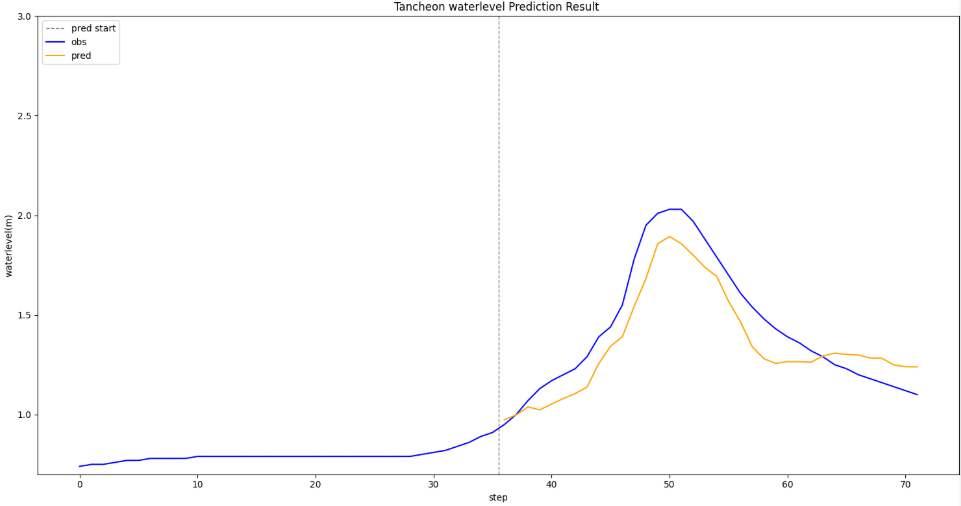 Tancheon waterlevel Prediction Result
pred start
obs
pred
waterlevel(m)
3.0
2.5
2.0
1.5
1.0
0
10
20
30
40
50
60
70
step